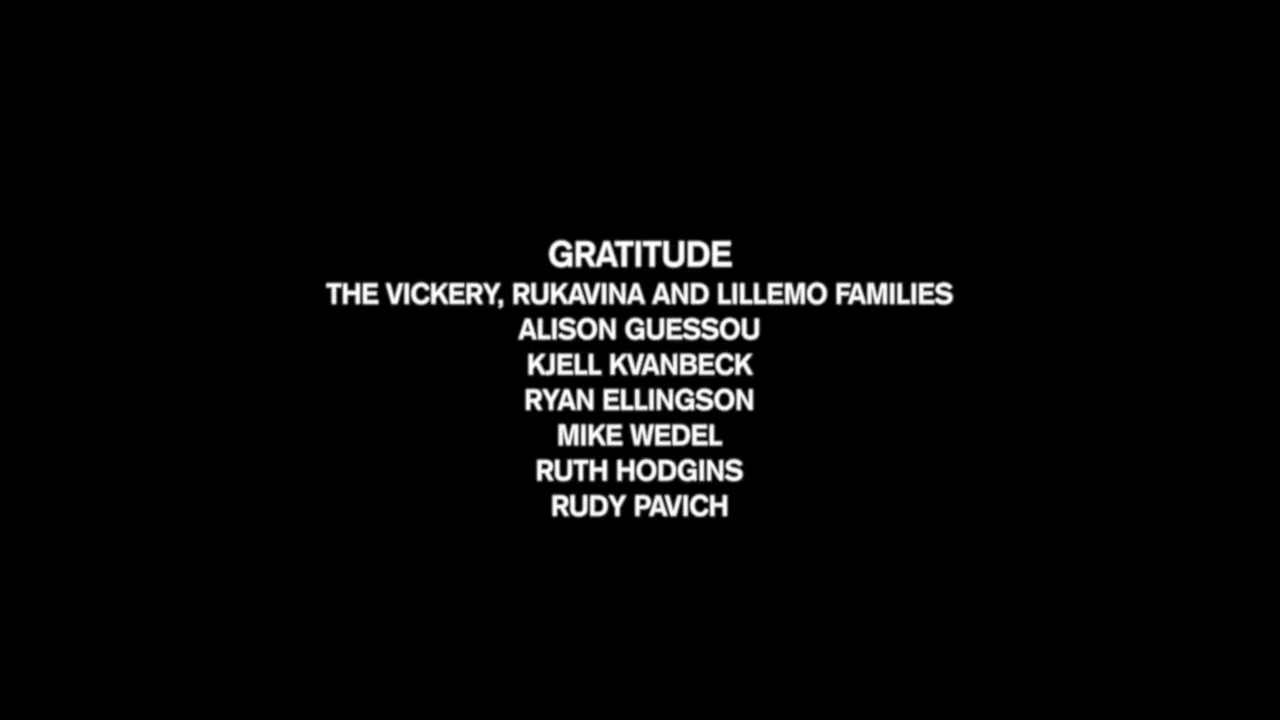 GRATITUDE
THE VICKERY, RUKAVINA AND LILLEMO FAMILIES
ALISON GUESSOU
KJELL KVANBECK
RYAN ELLINGSON
MIKE WEDEL
RUTH HODGINS
RUDY PAVICH